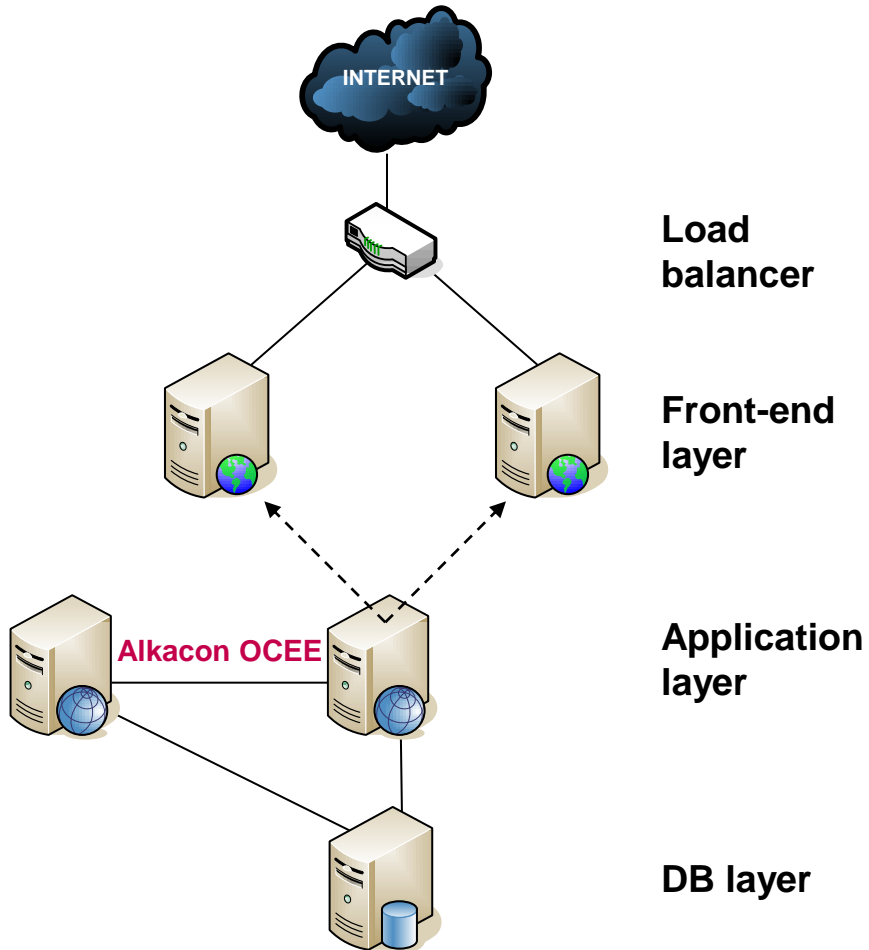 INTERNET
Load
balancer
Front-end
layer
Alkacon OCEE
Application
layer
DB layer